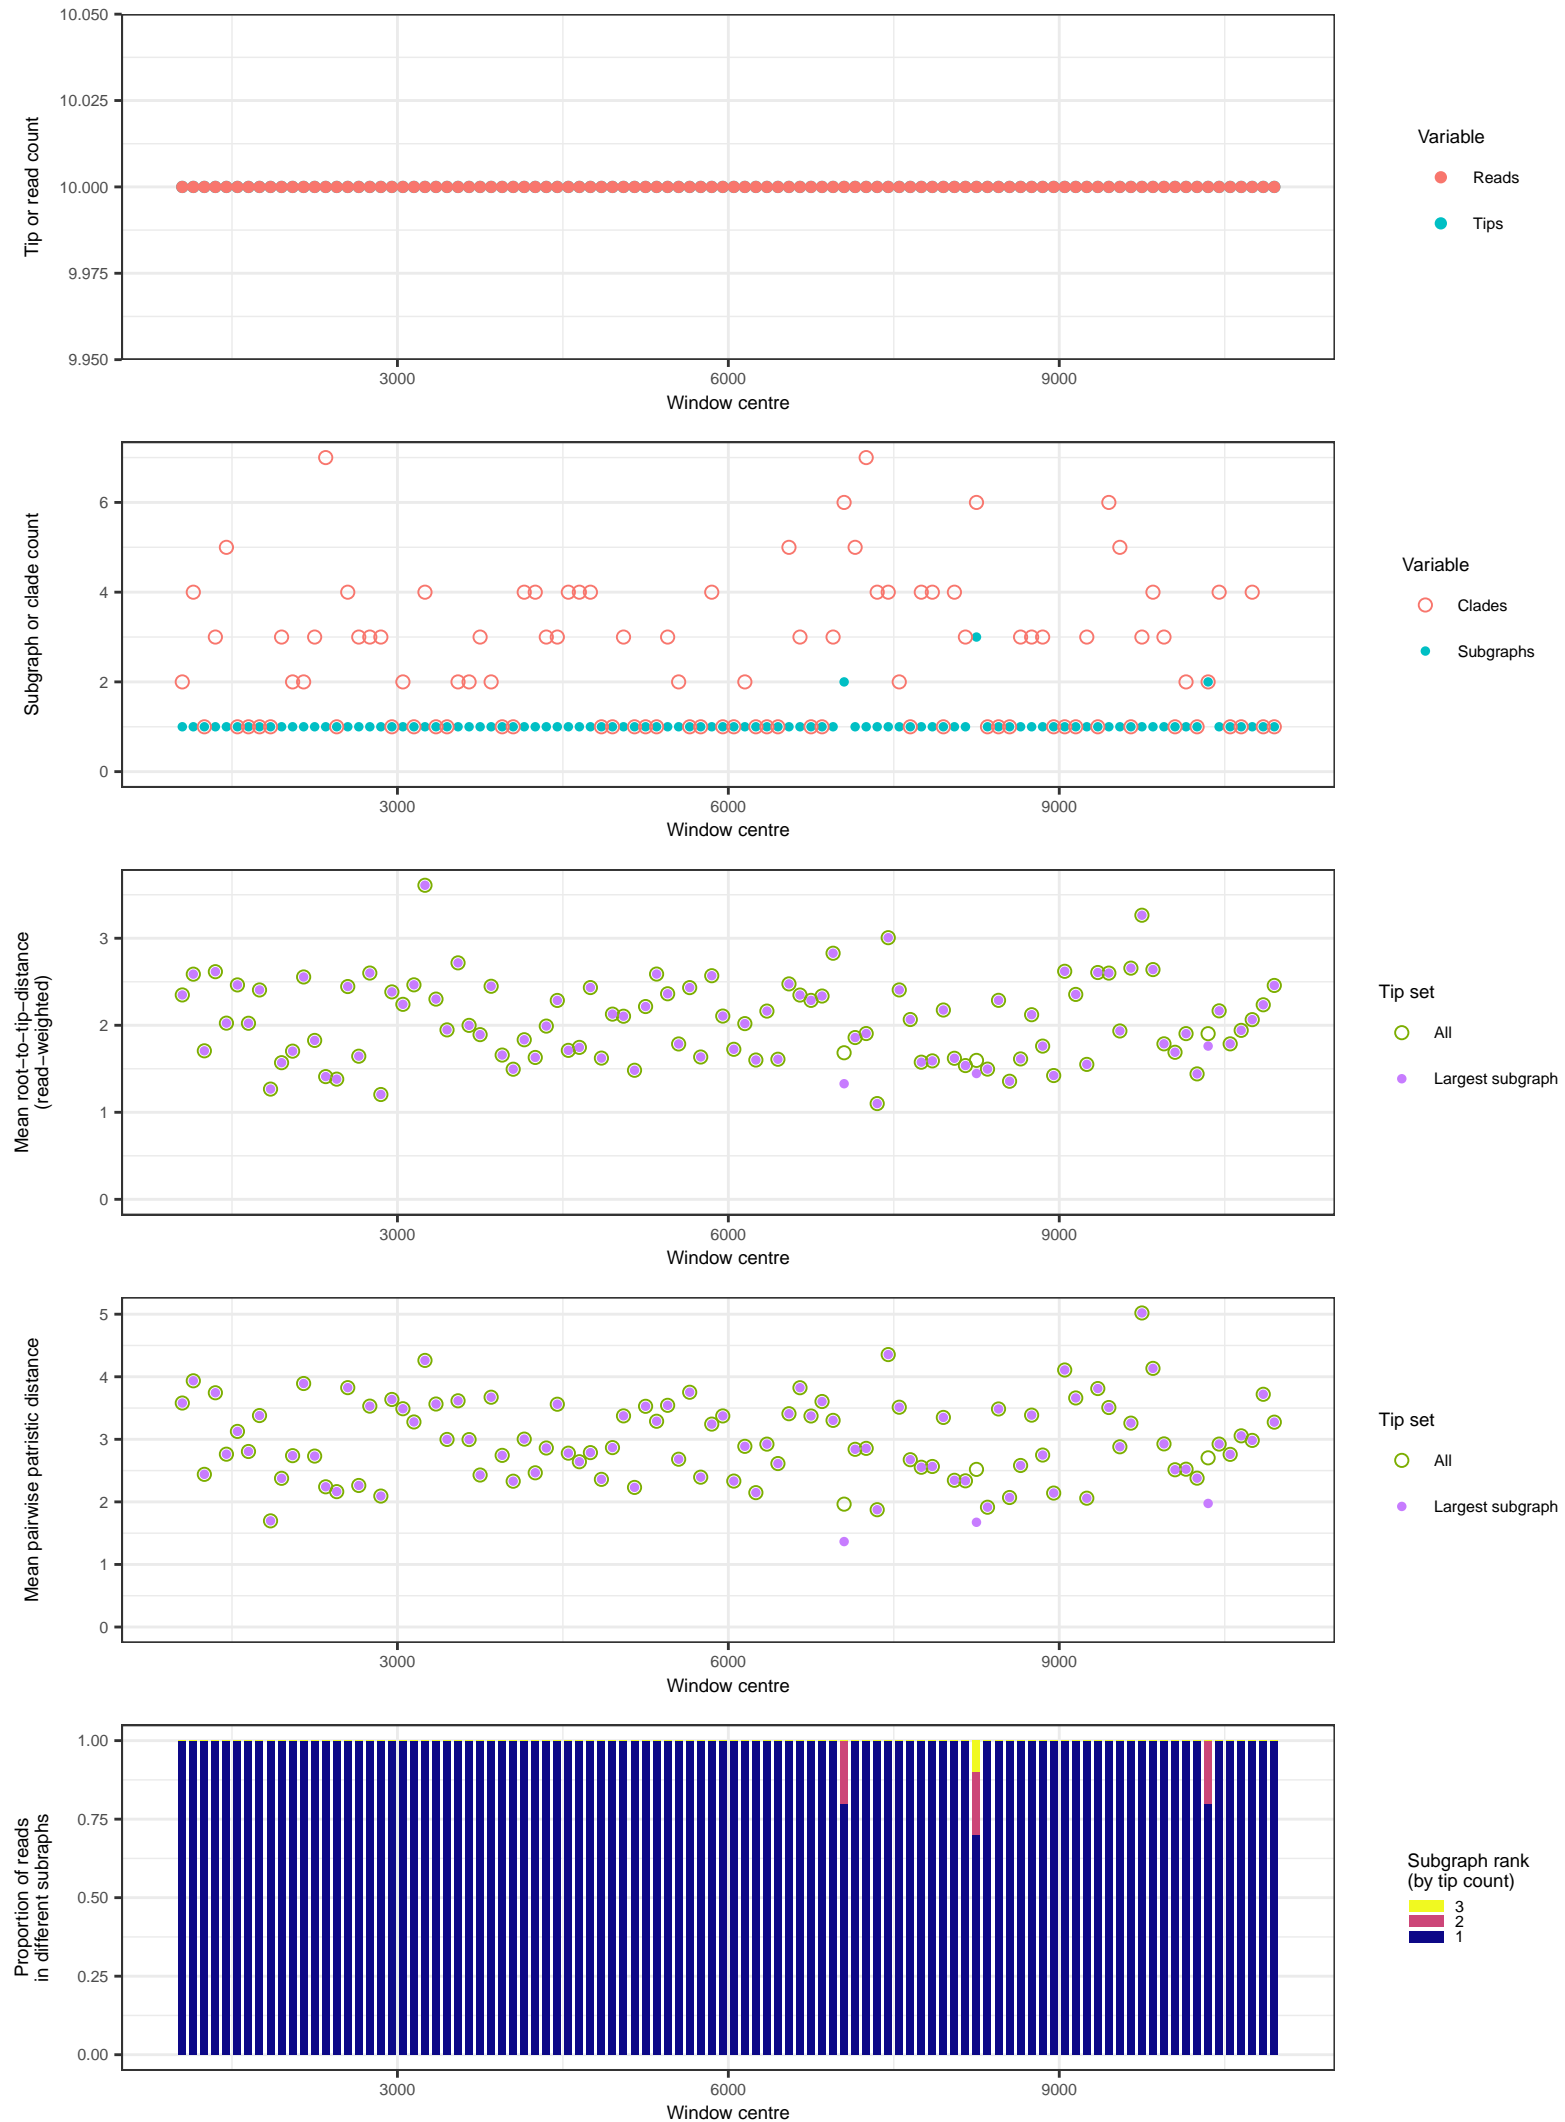 10.050
10.025
10.000
9.975
9.950
Tip or read count
3000 6000 9000
Window centre
Variable
Reads
Tips
6
4
2
0
Subgraph or clade count
3000 6000 9000
Window centre
Variable
Clades
Subgraphs
3
2
1
0
Mean root−to−tip−distance
(read−weighted)
3000 6000 9000
Window centre
Tip set
All
Largest subgraph
5
4
3
2
1
0
Mean pairwise patristic distance
3000 6000 9000
Window centre
Tip set
All
Largest subgraph
1.00
0.75
0.50
0.25
0.00
Proportion of reads
in different subraphs
3000 6000 9000
Window centre
Subgraph rank
(by tip count)
3
2
1